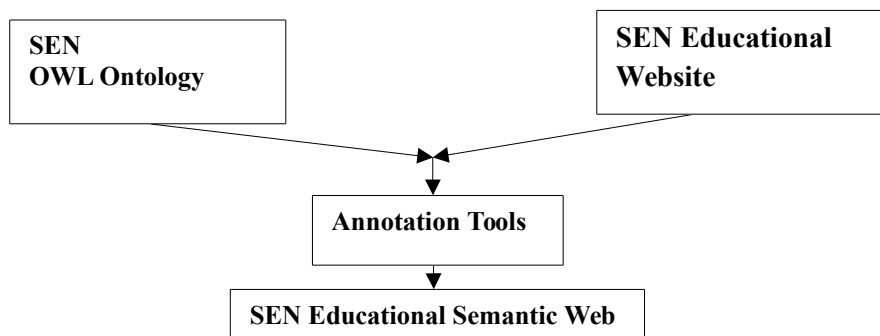 SEN
OWL Ontology
SEN Educational
Website
Annotation Tools
SEN Educational Semantic Web